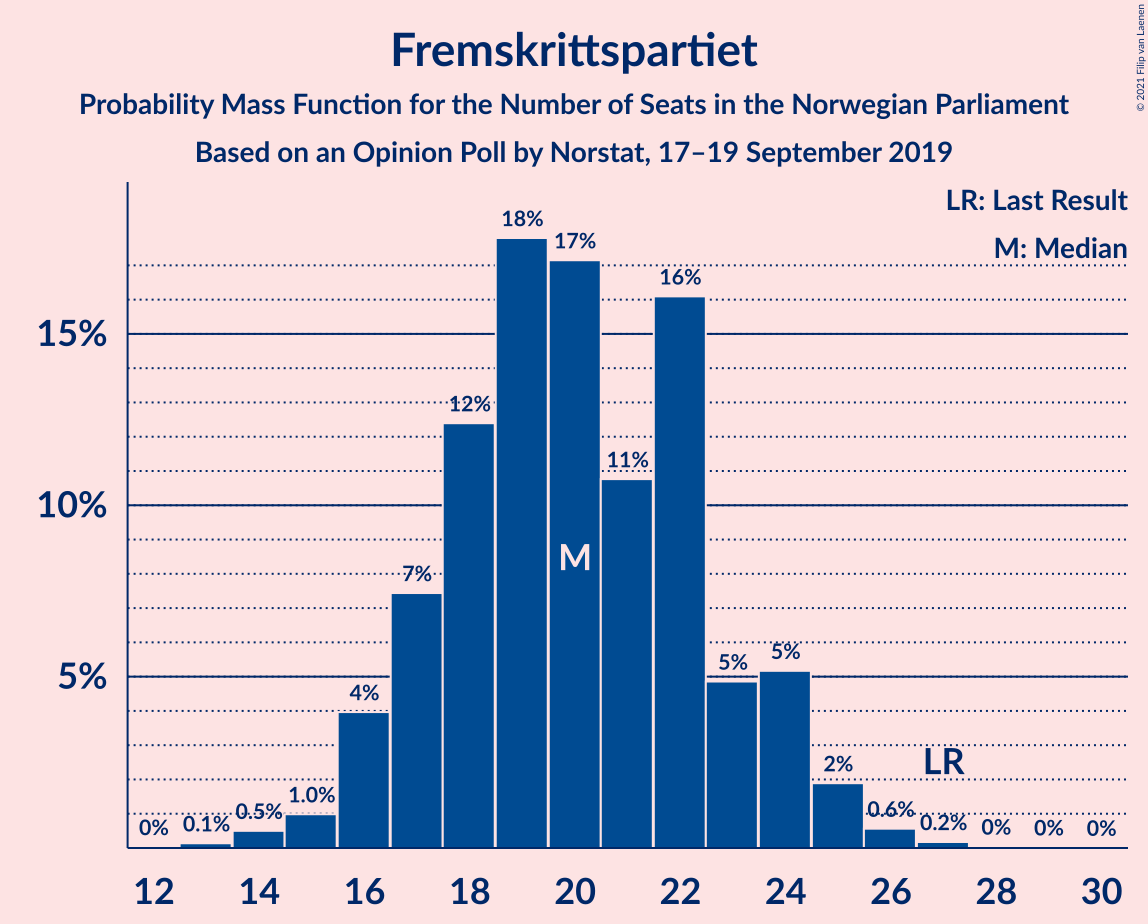 Fremskrittspartiet
Probability Mass Function for the Number of Seats in the Norwegian Parliament
Based on an Opinion Poll by Norstat, 17–19 September 2019
© 2021 Filip van Laenen
LR: Last Result
M: Median
15%
10%
5%
0%
0.1%
0.5%
1.0%
4%
7%
12%
18%
17%
11%
16%
5%
5%
2%
0.6%
0.2%
0%
0%
0%
M
LR
12 14 16 18 20 22 24 26 28 30